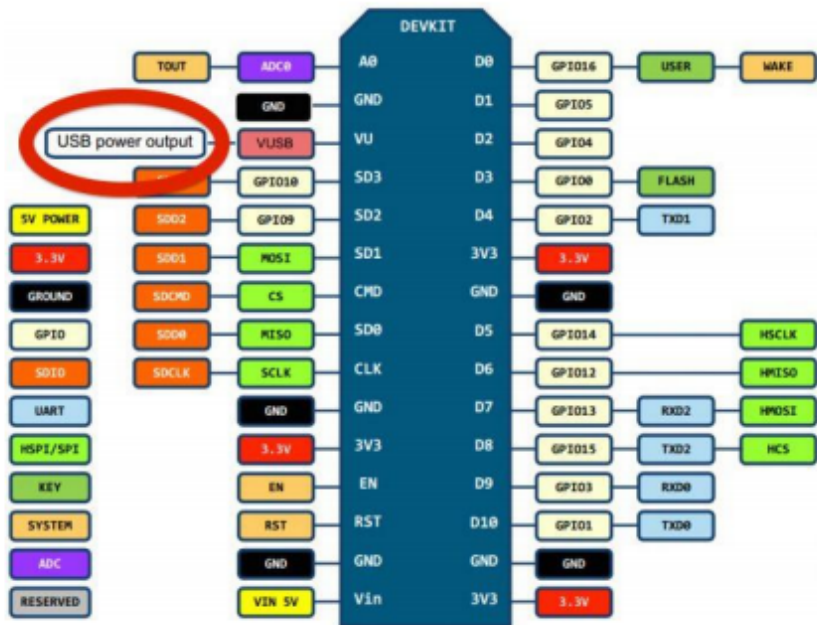 DEVKIT
TOUT ADC0 A0 D0 GPIO16 USER WAKE
GND GND D1 GPIO5
USB power output VUSB VU D2 GPIO4
GPIO10 SD3 D3 GPIO0 FLASH
5V POWER SDD2 GPIO9 SD2 D4 GPIO2 TXD1
3.3V SDD1 MOSI SD1 3V3 3.3V
GROUND SDCMD CS CMD GND GND
GPIO SDD0 MISO SD0 D5 GPIO14 HSCLK
SDIO SDCLK SCLK CLK D6 GPIO12 HMISO
UART GND GND D7 GPIO13 RXD2 HMOSI
HSPI/SPI 3.3V 3V3 D8 GPIO15 TXD2 HCS
KEY EN EN D9 GPIO3 RXD0
SYSTEM RST RST D10 GPIO1 TXD0
ADC GND GND GND GND
RESERVED VIN 5V Vin 3V3 3.3V